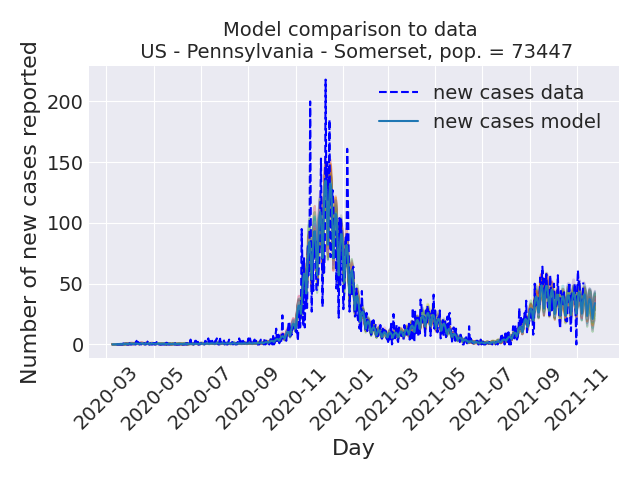 Model comparison to data
US - Pennsylvania - Somerset, pop. = 73447
new cases data
new cases model
Number of new cases reported
200
150
100
50
0
2020-03
2020-05
2020-07
2020-09
2020-11
2021-01
2021-03
2021-05
2021-07
2021-09
2021-11
Day